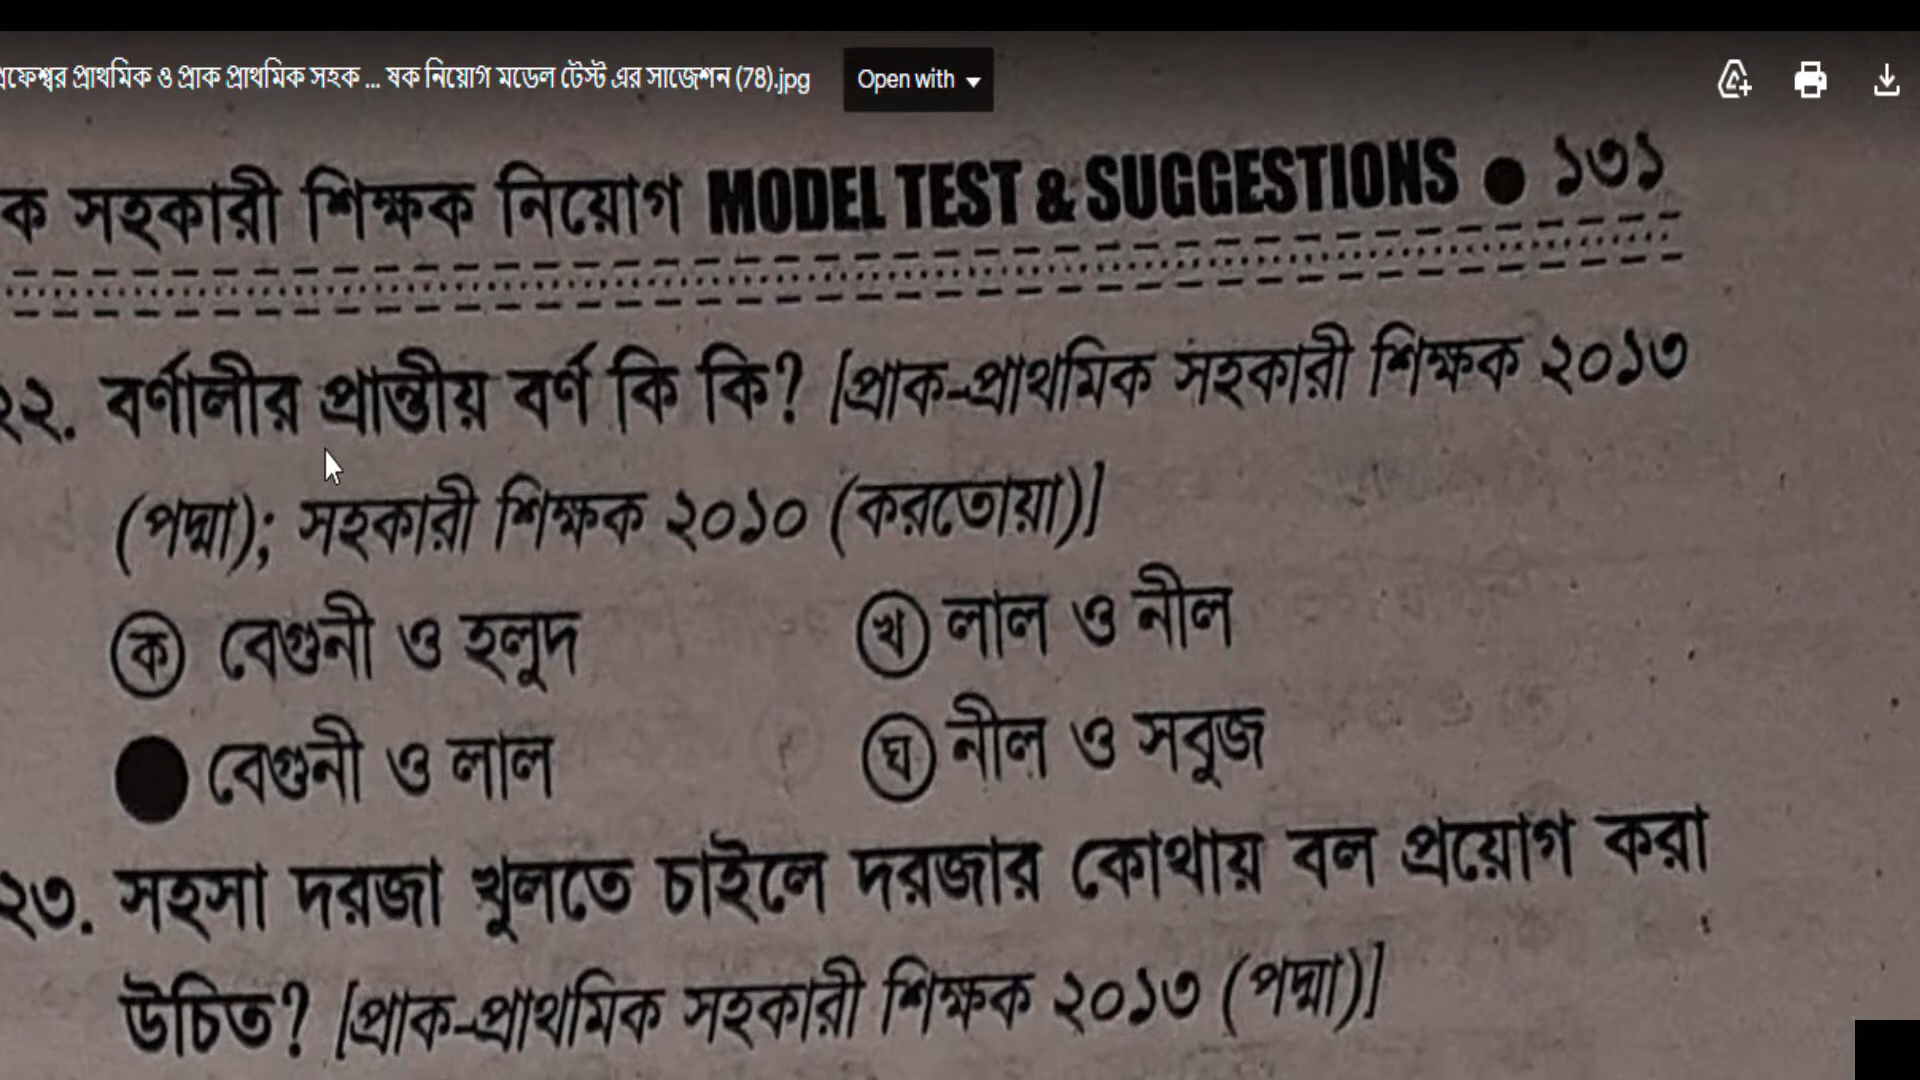 প্রফেশ্বর প্রাথমিক ও প্রাক প্রাথমিক সহক ... ষক নিয়োগ মডেল টেস্ট এর সাজেশন (78).jpg Open with
ক সহকারী শিক্ষক নিয়োগ MODEL TEST & SUGGESTIONS ● ১৩১
২২. বর্ণালীর প্রান্তীয় বর্ণ কি কি? [প্রাক-প্রাথমিক সহকারী শিক্ষক ২০১৩
(পদ্মা); সহকারী শিক্ষক ২০১০ (করতোয়া)]
ক বেগুনী ও হলুদ খ লাল ও নীল
● বেগুনী ও লাল ঘ নীল ও সবুজ
২৩. সহসা দরজা খুলতে চাইলে দরজার কোথায় বল প্রয়োগ করা
উচিত? [প্রাক-প্রাথমিক সহকারী শিক্ষক ২০১৩ (পদ্মা)]